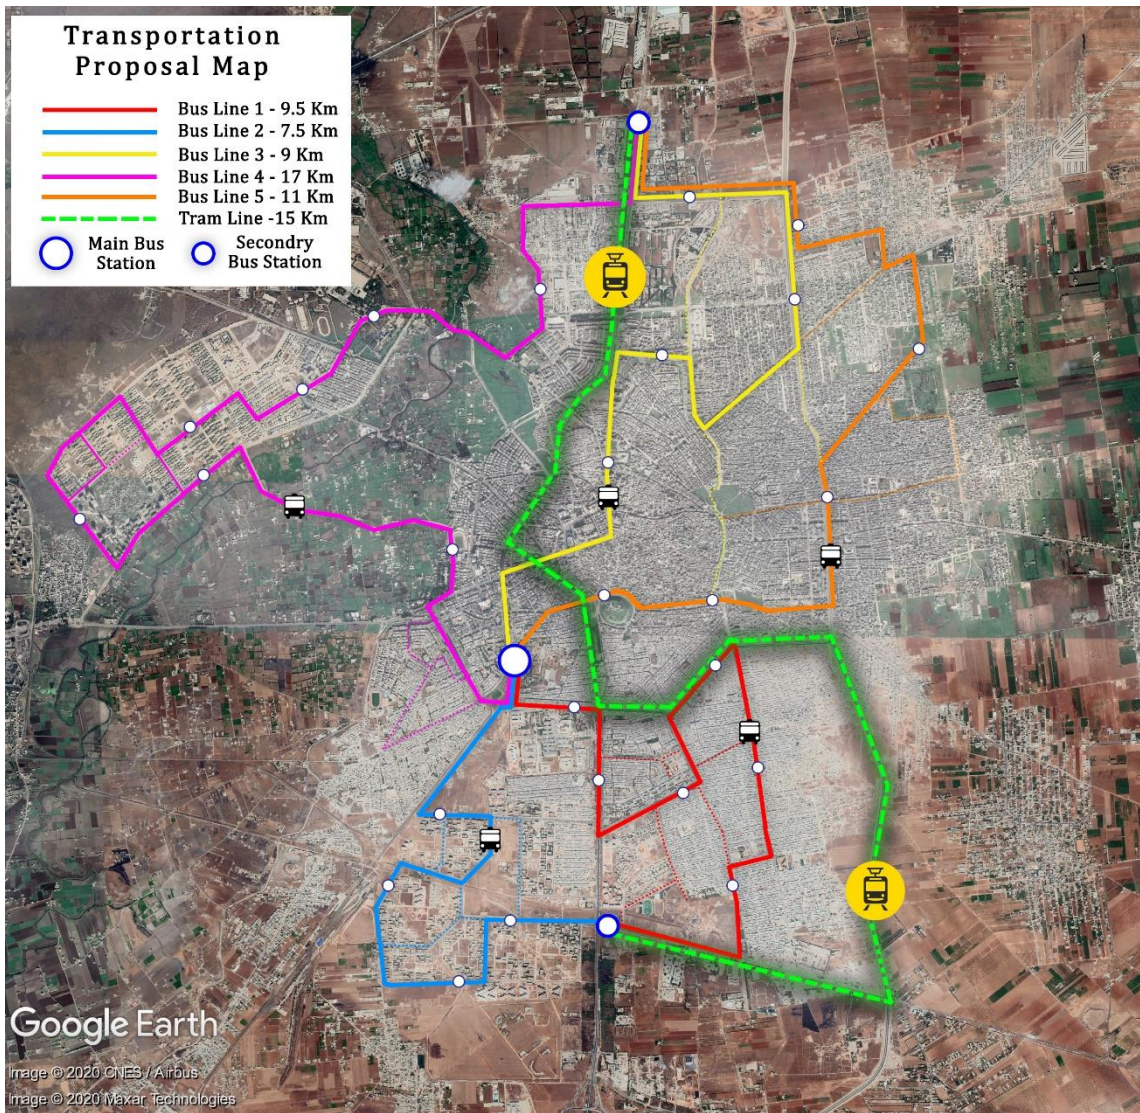 Transportation
Proposal Map
Bus Line 1 - 9.5 Km
Bus Line 2 - 7.5 Km
Bus Line 3 - 9 Km
Bus Line 4 - 17 Km
Bus Line 5 - 11 Km
Tram Line -15 Km
Main Bus
Station
Secondry
Bus Station
Google Earth
Image © 2020 CNES / Airbus
Image © 2020 Maxar Technologies